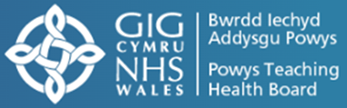 GIG
CYMRU
NHS
WALES
Bwrdd Iechyd
Addysgu Powys
Powys Teaching
Health Board